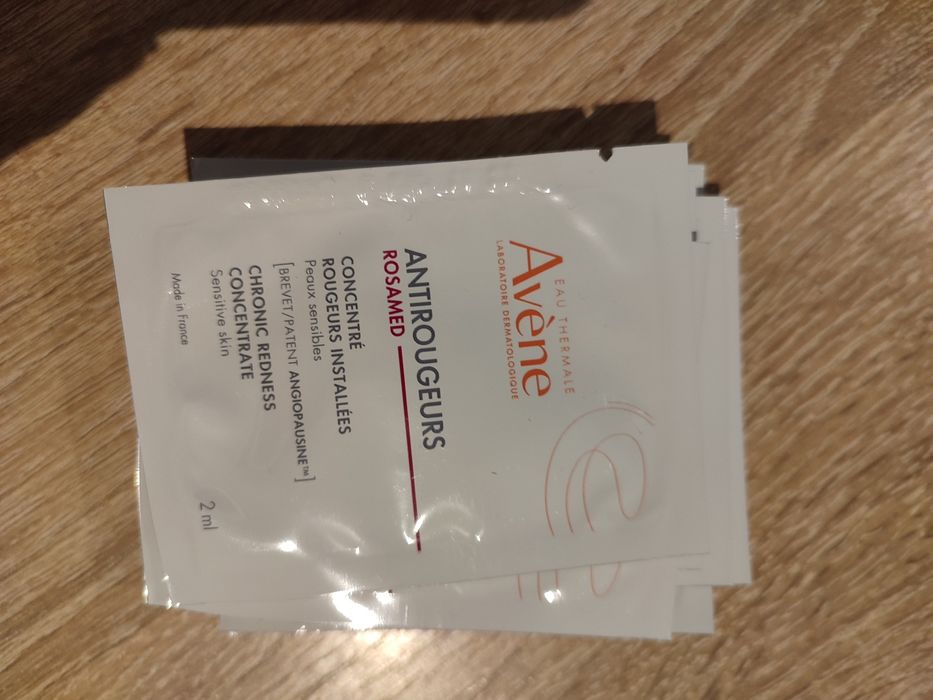 EAU THERMALE
Avène
LABORATOIRE DERMATOLOGIQUE
ANTIROUGEURS
ROSAMED
CONCENTRÉ
ROUGEURS INSTALLÉES
Peaux sensibles
[BREVET/PATENT ANGIOPAUSINE™]
CHRONIC REDNESS
CONCENTRATE
Sensitive skin
2 ml
Made in France